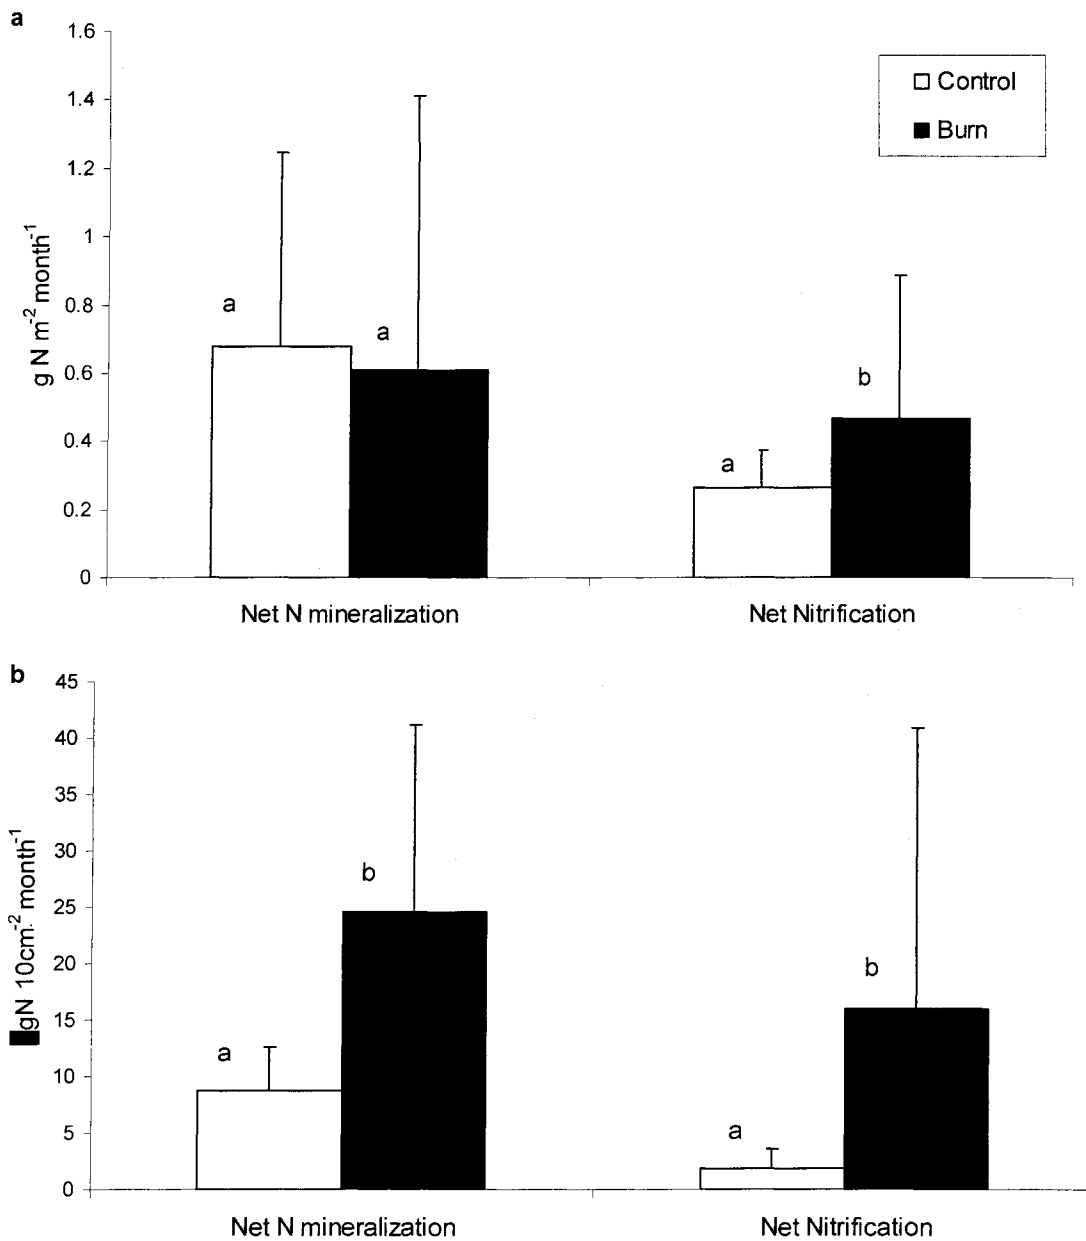 a
1.6
1.4
1.2
1
0.8
0.6
0.4
0.2
0
g N m⁻² month⁻¹
Control
Burn
a
a
a
b
Net N mineralization
Net Nitrification
b
45
40
35
30
25
20
15
10
5
0
gN 10cm⁻² month⁻¹
a
b
a
b
Net N mineralization
Net Nitrification